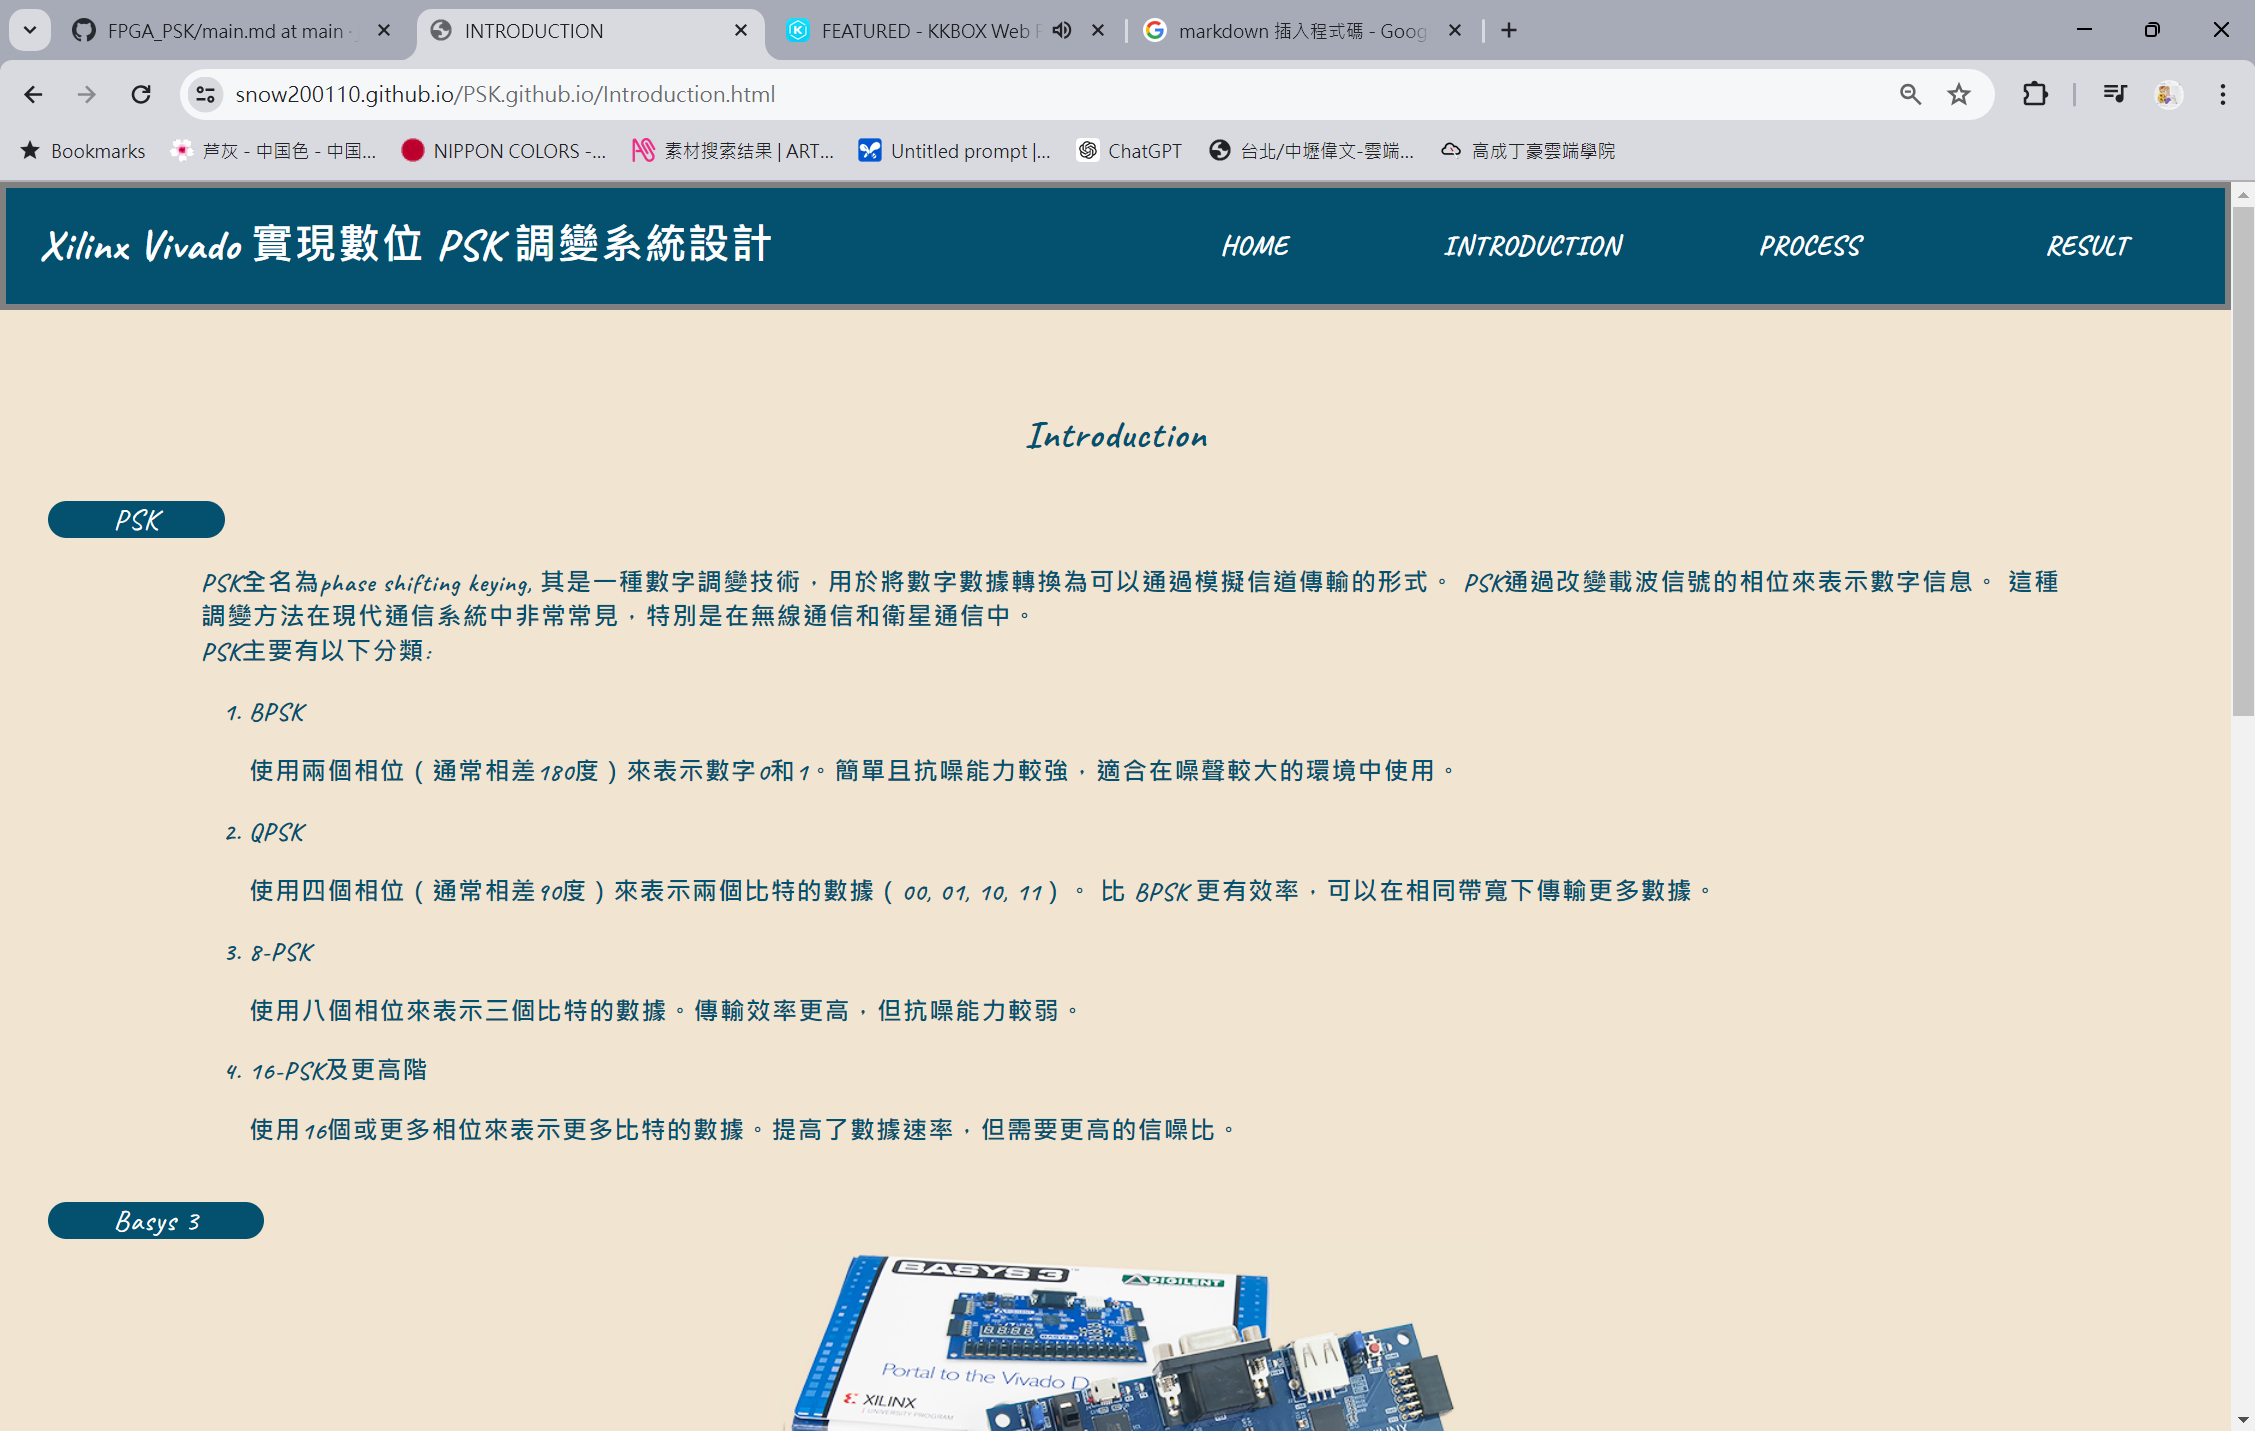 FPGA_PSK/main.md at main ·
INTRODUCTION
FEATURED - KKBOX Web P
markdown 插入程式碼 - Goog
snow200110.github.io/PSK.github.io/Introduction.html
Bookmarks
芦灰 - 中国色 - 中国...
NIPPON COLORS -...
素材搜索结果 | ART...
Untitled prompt |...
ChatGPT
台北/中壢偉文-雲端...
高成丁豪雲端學院
Xilinx Vivado 實現數位 PSK 調變系統設計
HOME
INTRODUCTION
PROCESS
RESULT
Introduction
PSK
PSK全名為phase shifting keying, 其是一種數字調變技術，用於將數字數據轉換為可以通過模擬信道傳輸的形式。 PSK通過改變載波信號的相位來表示數字信息。 這種
調變方法在現代通信系統中非常常見，特別是在無線通信和衛星通信中。
PSK主要有以下分類:
1. BPSK
使用兩個相位（通常相差180度）來表示數字0和1。簡單且抗噪能力較強，適合在噪聲較大的環境中使用。
2. QPSK
使用四個相位（通常相差90度）來表示兩個比特的數據（00, 01, 10, 11）。 比 BPSK 更有效率，可以在相同帶寬下傳輸更多數據。
3. 8-PSK
使用八個相位來表示三個比特的數據。傳輸效率更高，但抗噪能力較弱。
4. 16-PSK及更高階
使用16個或更多相位來表示更多比特的數據。提高了數據速率，但需要更高的信噪比。
Basys 3
BASYS 3
DIGILENT
BASYS 3
Portal to the Vivado D
XILINX
UNIVERSITY PROGRAM